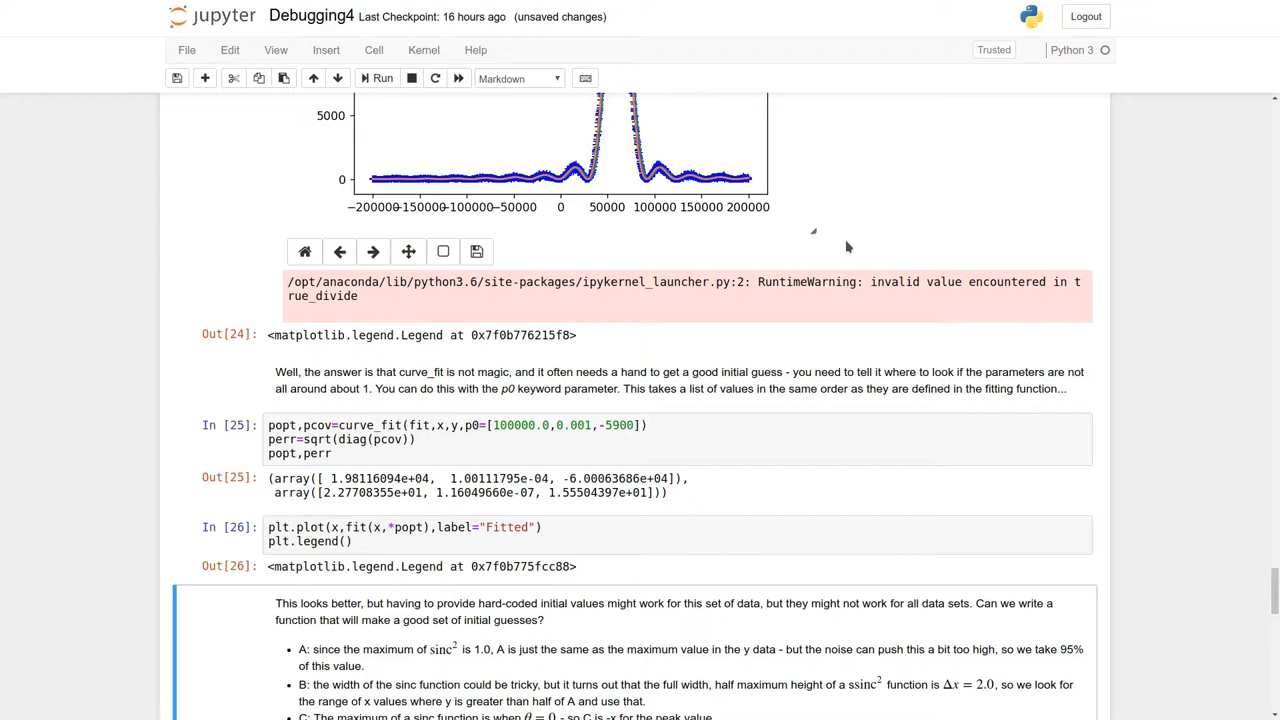 jupyter Debugging4 Last Checkpoint: 16 hours ago (unsaved changes) Logout
File Edit View Insert Cell Kernel Help Trusted Python 3
Run Markdown
5000
0
−200000 −150000 −100000 −50000 0 50000 100000 150000 200000
/opt/anaconda/lib/python3.6/site-packages/ipykernel_launcher.py:2: RuntimeWarning: invalid value encountered in t
rue_divide
Out[24]: <matplotlib.legend.Legend at 0x7f0b776215f8>
Well, the answer is that curve_fit is not magic, and it often needs a hand to get a good initial guess - you need to tell it where to look if the parameters are not
all around about 1. You can do this with the p0 keyword parameter. This takes a list of values in the same order as they are defined in the fitting function...
In [25]: popt,pcov=curve_fit(fit,x,y,p0=[100000.0,0.001,-5900])
perr=sqrt(diag(pcov))
popt,perr
Out[25]: (array([ 1.98116094e+04, 1.00111795e-04, -6.00063686e+04]),
array([2.27708355e+01, 1.16049660e-07, 1.55504397e+01]))
In [26]: plt.plot(x,fit(x,*popt),label="Fitted")
plt.legend()
Out[26]: <matplotlib.legend.Legend at 0x7f0b775fcc88>
This looks better, but having to provide hard-coded initial values might work for this set of data, but they might not work for all data sets. Can we write a
function that will make a good set of initial guesses?
• A: since the maximum of sinc² is 1.0, A is just the same as the maximum value in the y data - but the noise can push this a bit too high, so we take 95%
of this value.
• B: the width of the sinc function could be tricky, but it turns out that the full width, half maximum height of a ssinc² function is Δx = 2.0, so we look for
the range of x values where y is greater than half of A and use that.
• C: The maximum of a sinc function is when θ = 0 - so C is -x for the peak value